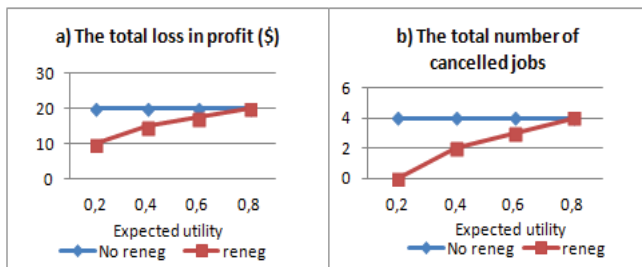 a) The total loss in profit ($)
30
20
10
0
0,2 0,4 0,6 0,8
Expected utility
No reneg reneg
b) The total number of
cancelled jobs
6
4
2
0
0,2 0,4 0,6 0,8
Expected utility
No reneg reneg